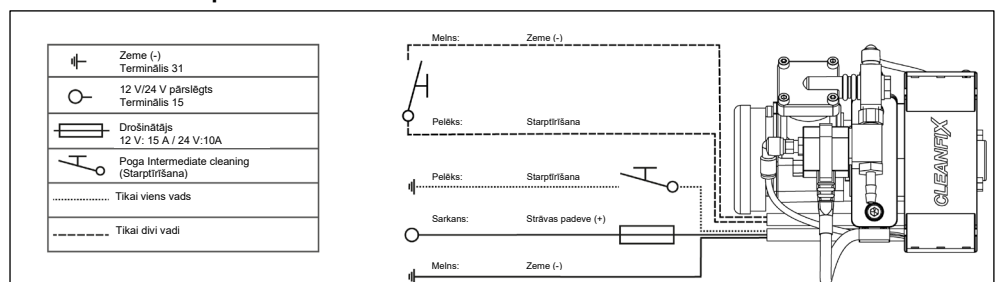 Zeme (-)
Terminālis 31
12 V/24 V pārslēgts
Terminālis 15
Drošinātājs
12 V: 15 A / 24 V:10A
Poga Intermediate cleaning
(Starptīrīšana)
Tikai viens vads
Tikai divi vadi
Melns: Zeme (-)
Pelēks: Starptīrīšana
Pelēks: Starptīrīšana
Sarkans: Strāvas padeve (+)
Melns: Zeme (-)
CLEANFIX